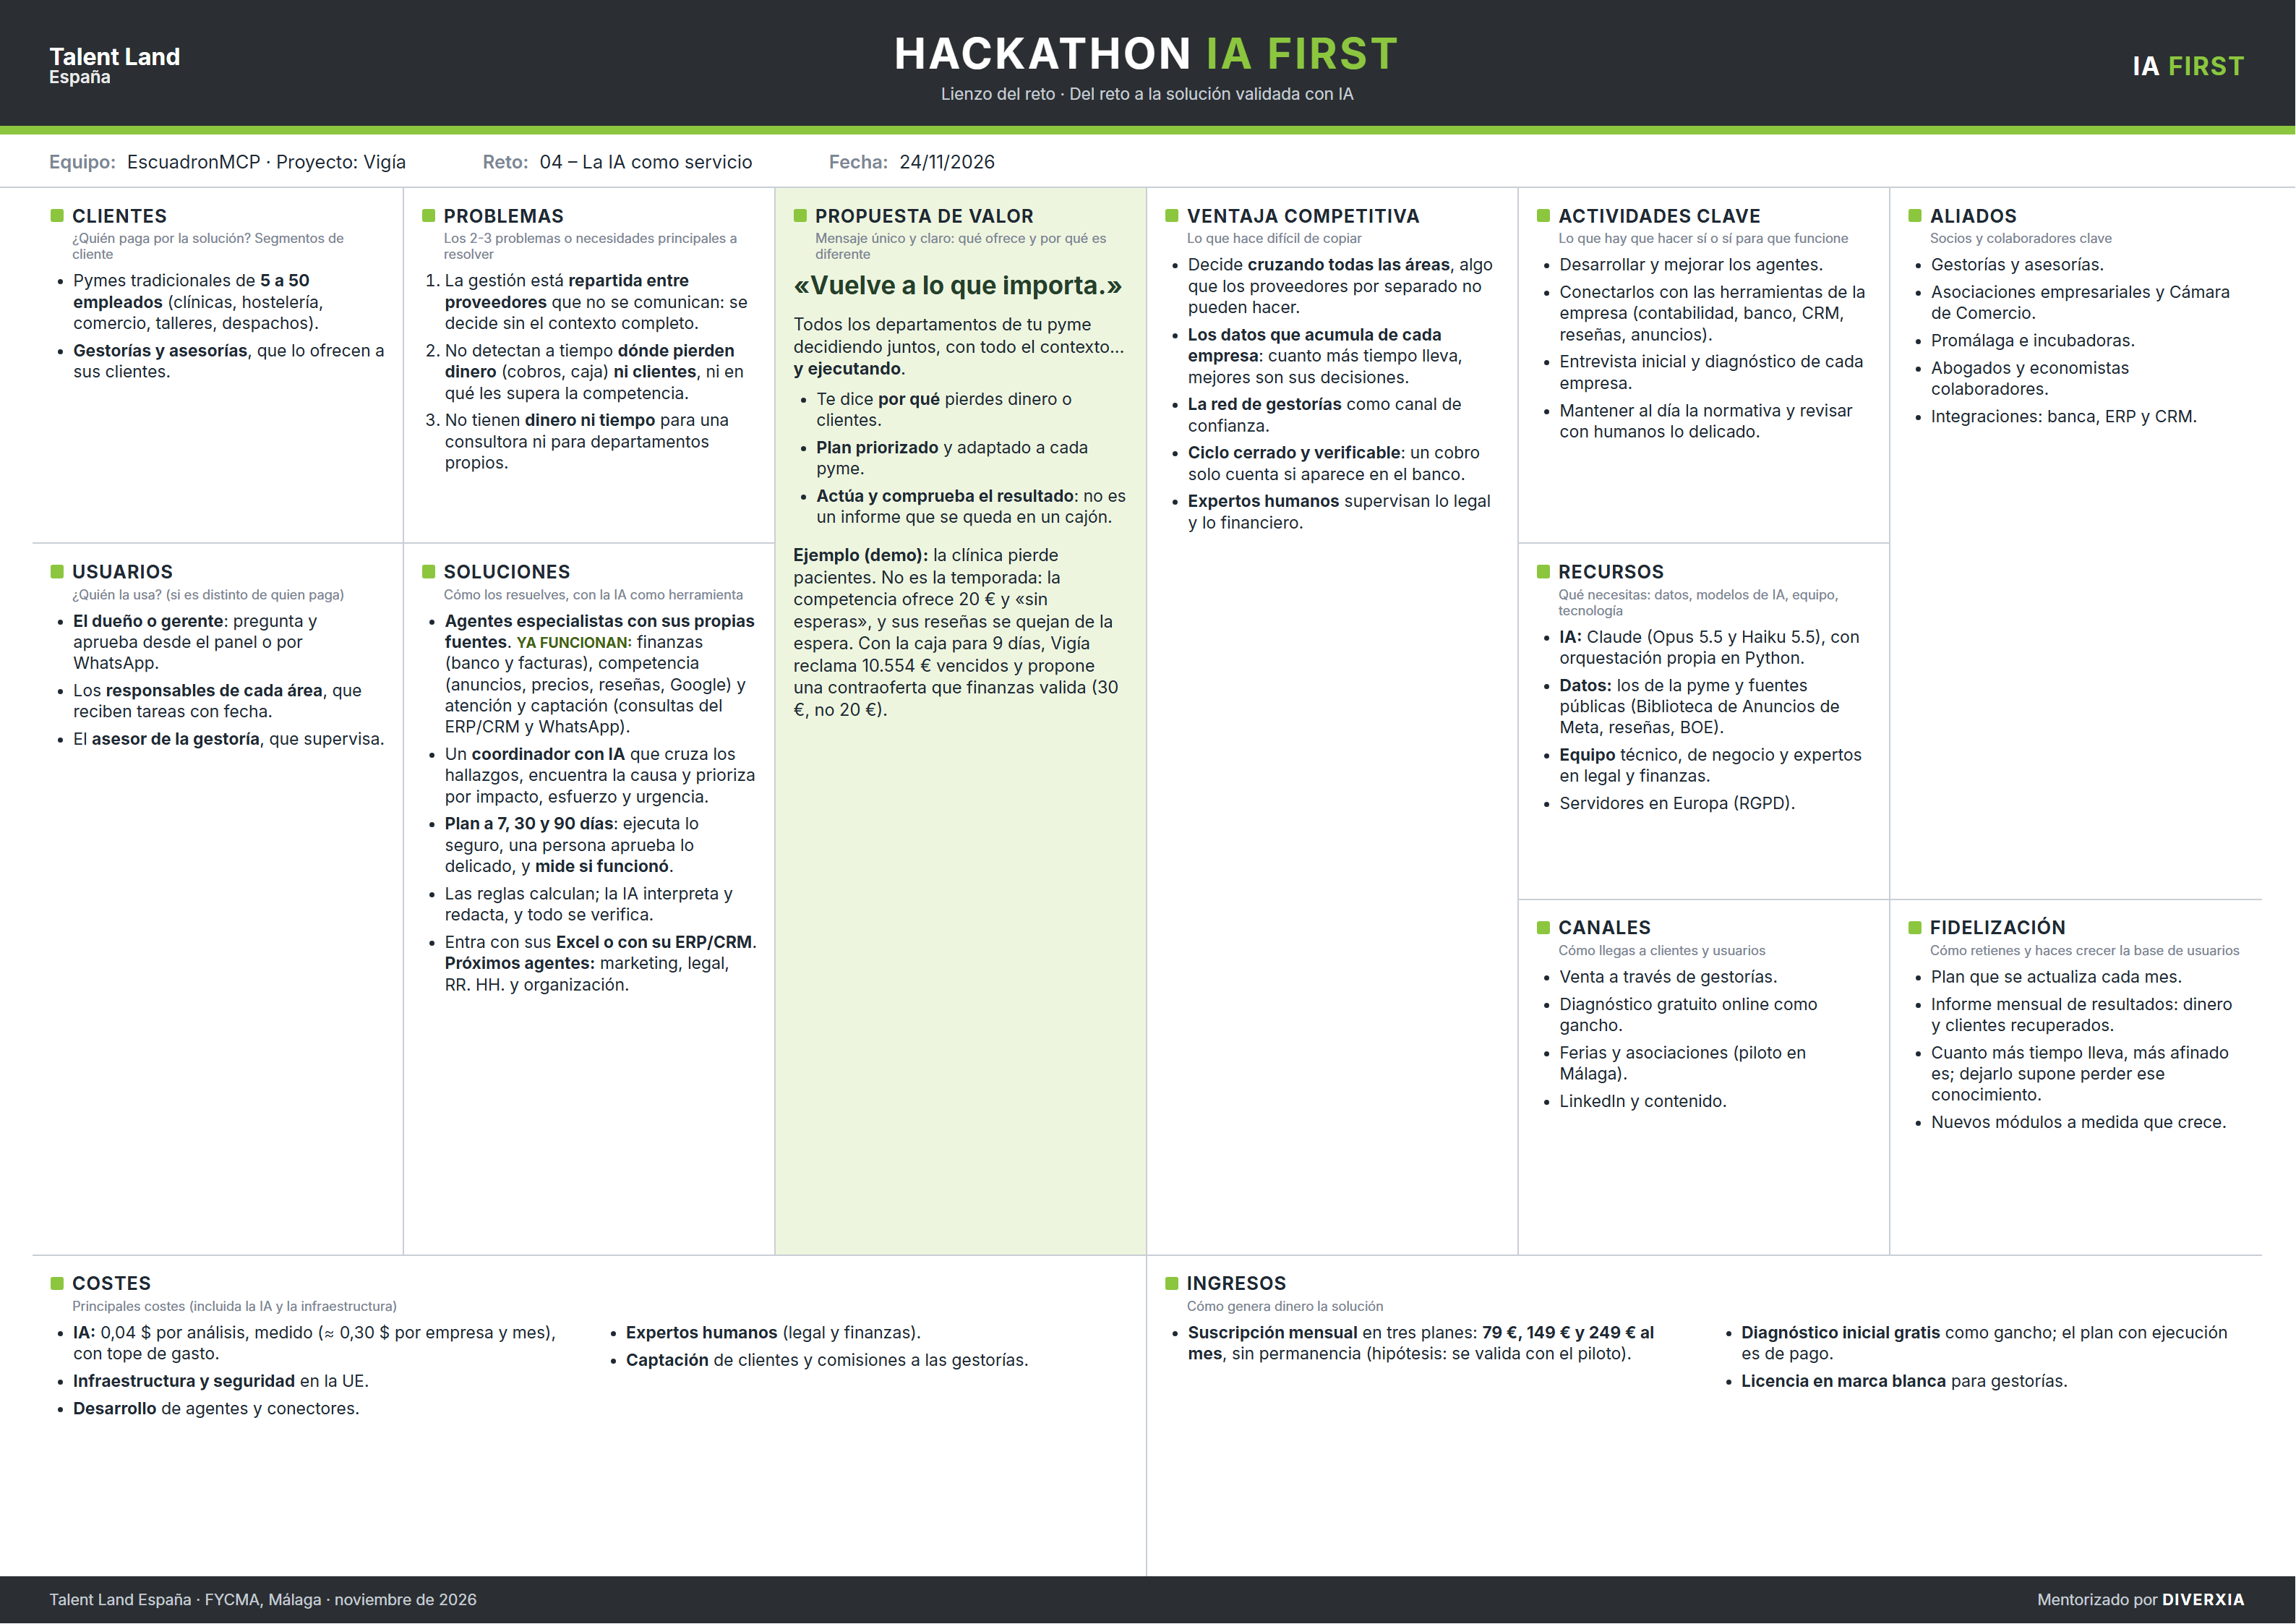 Talent Land
España
HACKATHON IA FIRST
Lienzo del reto · Del reto a la solución validada con IA
IA FIRST
Equipo: EscuadronMCP · Proyecto: Vigía
Reto: 04 – La IA como servicio
Fecha: 24/11/2026
CLIENTES
¿Quién paga por la solución? Segmentos de
cliente
• Pymes tradicionales de 5 a 50
empleados (clínicas, hostelería,
comercio, talleres, despachos).
• Gestorías y asesorías, que lo ofrecen a
sus clientes.
USUARIOS
¿Quién la usa? (si es distinto de quien paga)
• El dueño o gerente: pregunta y
aprueba desde el panel o por
WhatsApp.
• Los responsables de cada área, que
reciben tareas con fecha.
• El asesor de la gestoría, que supervisa.
PROBLEMAS
Los 2-3 problemas o necesidades principales a
resolver
1. La gestión está repartida entre
proveedores que no se comunican: se
decide sin el contexto completo.
2. No detectan a tiempo dónde pierden
dinero (cobros, caja) ni clientes, ni en
qué les supera la competencia.
3. No tienen dinero ni tiempo para una
consultora ni para departamentos
propios.
SOLUCIONES
Cómo los resuelves, con la IA como herramienta
• Agentes especialistas con sus propias
fuentes. YA FUNCIONAN: finanzas
(banco y facturas), competencia
(anuncios, precios, reseñas, Google) y
atención y captación (consultas del
ERP/CRM y WhatsApp).
• Un coordinador con IA que cruza los
hallazgos, encuentra la causa y prioriza
por impacto, esfuerzo y urgencia.
• Plan a 7, 30 y 90 días: ejecuta lo
seguro, una persona aprueba lo
delicado, y mide si funcionó.
• Las reglas calculan; la IA interpreta y
redacta, y todo se verifica.
• Entra con sus Excel o con su ERP/CRM.
Próximos agentes: marketing, legal,
RR. HH. y organización.
PROPUESTA DE VALOR
Mensaje único y claro: qué ofrece y por qué es
diferente
«Vuelve a lo que importa.»
Todos los departamentos de tu pyme
decidiendo juntos, con todo el contexto...
y ejecutando.
• Te dice por qué pierdes dinero o
clientes.
• Plan priorizado y adaptado a cada
pyme.
• Actúa y comprueba el resultado: no es
un informe que se queda en un cajón.
Ejemplo (demo): la clínica pierde
pacientes. No es la temporada: la
competencia ofrece 20 € y «sin
esperas», y sus reseñas se quejan de la
espera. Con la caja para 9 días, Vigía
reclama 10.554 € vencidos y propone
una contraoferta que finanzas valida (30
€, no 20 €).
VENTAJA COMPETITIVA
Lo que hace difícil de copiar
• Decide cruzando todas las áreas, algo
que los proveedores por separado no
pueden hacer.
• Los datos que acumula de cada
empresa: cuanto más tiempo lleva,
mejores son sus decisiones.
• La red de gestorías como canal de
confianza.
• Ciclo cerrado y verificable: un cobro
solo cuenta si aparece en el banco.
• Expertos humanos supervisan lo legal
y lo financiero.
ACTIVIDADES CLAVE
Lo que hay que hacer sí o sí para que funcione
• Desarrollar y mejorar los agentes.
• Conectarlos con las herramientas de la
empresa (contabilidad, banco, CRM,
reseñas, anuncios).
• Entrevista inicial y diagnóstico de cada
empresa.
• Mantener al día la normativa y revisar
con humanos lo delicado.
RECURSOS
Qué necesitas: datos, modelos de IA, equipo,
tecnología
• IA: Claude (Opus 5.5 y Haiku 5.5), con
orquestación propia en Python.
• Datos: los de la pyme y fuentes
públicas (Biblioteca de Anuncios de
Meta, reseñas, BOE).
• Equipo técnico, de negocio y expertos
en legal y finanzas.
• Servidores en Europa (RGPD).
CANALES
Cómo llegas a clientes y usuarios
• Venta a través de gestorías.
• Diagnóstico gratuito online como
gancho.
• Ferias y asociaciones (piloto en
Málaga).
• LinkedIn y contenido.
ALIADOS
Socios y colaboradores clave
• Gestorías y asesorías.
• Asociaciones empresariales y Cámara
de Comercio.
• Promálaga e incubadoras.
• Abogados y economistas
colaboradores.
• Integraciones: banca, ERP y CRM.
FIDELIZACIÓN
Cómo retienes y haces crecer la base de usuarios
• Plan que se actualiza cada mes.
• Informe mensual de resultados: dinero
y clientes recuperados.
• Cuanto más tiempo lleva, más afinado
es; dejarlo supone perder ese
conocimiento.
• Nuevos módulos a medida que crece.
COSTES
Principales costes (incluida la IA y la infraestructura)
• IA: 0,04 $ por análisis, medido (≈ 0,30 $ por empresa y mes),
con tope de gasto.
• Infraestructura y seguridad en la UE.
• Desarrollo de agentes y conectores.
• Expertos humanos (legal y finanzas).
• Captación de clientes y comisiones a las gestorías.
INGRESOS
Cómo genera dinero la solución
• Suscripción mensual en tres planes: 79 €, 149 € y 249 € al
mes, sin permanencia (hipótesis: se valida con el piloto).
• Diagnóstico inicial gratis como gancho; el plan con ejecución
es de pago.
• Licencia en marca blanca para gestorías.
Talent Land España · FYCMA, Málaga · noviembre de 2026
Mentorizado por DIVERXIA